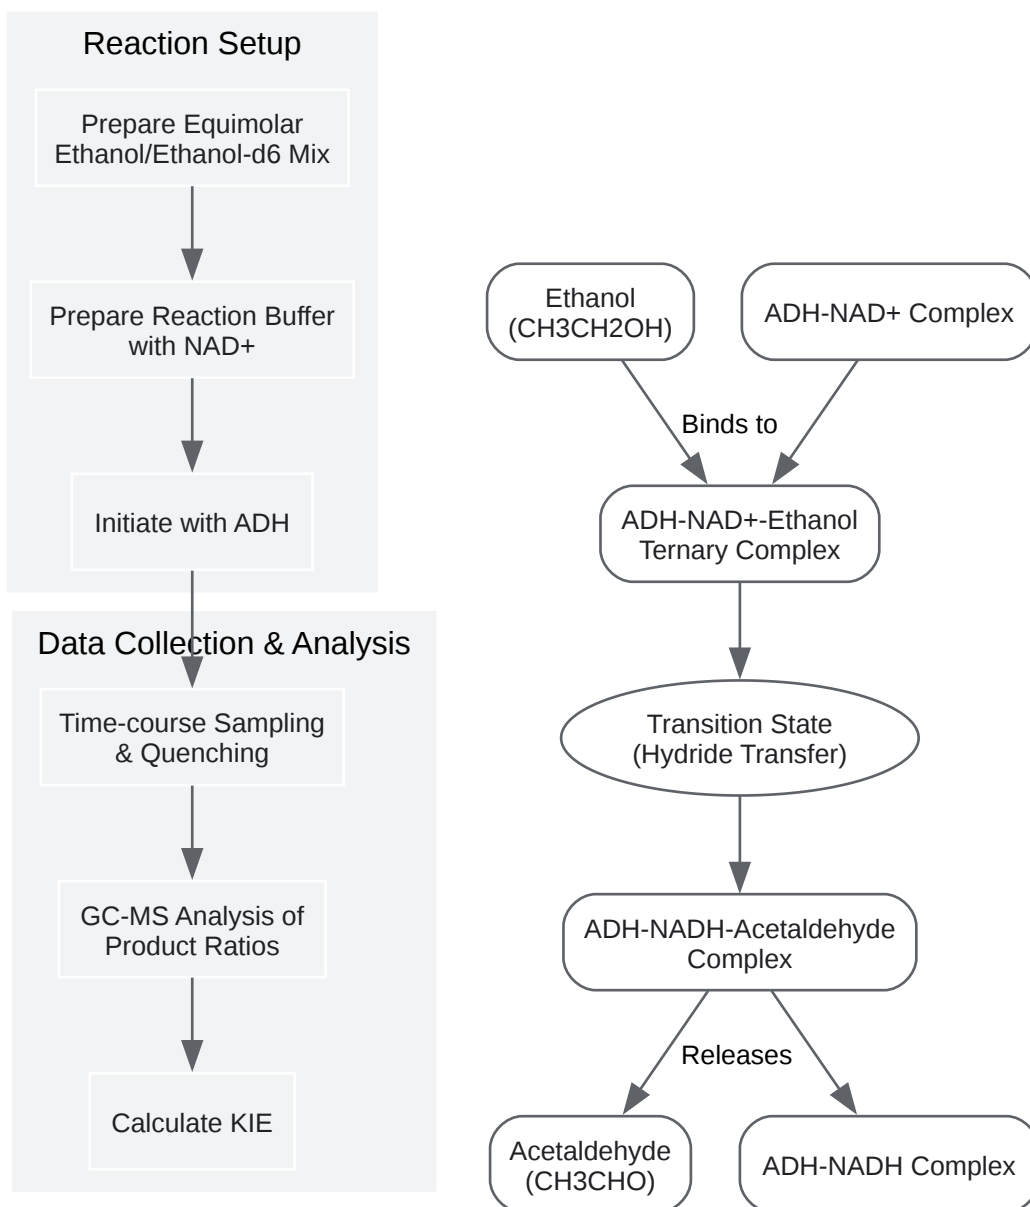 Reaction Setup
Prepare Equimolar
Ethanol/Ethanol-d6 Mix
Prepare Reaction Buffer
with NAD+
Initiate with ADH
Data Collection & Analysis
Time-course Sampling
& Quenching
GC-MS Analysis of
Product Ratios
Calculate KIE
Ethanol
(CH3CH2OH)
ADH-NAD+ Complex
Binds to
ADH-NAD+-Ethanol
Ternary Complex
Transition State
(Hydride Transfer)
ADH-NADH-Acetaldehyde
Complex
Releases
Acetaldehyde
(CH3CHO)
ADH-NADH Complex